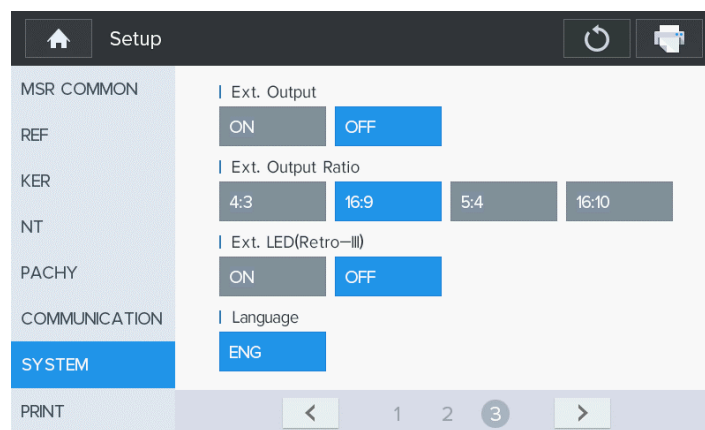 Setup
MSR COMMON
REF
KER
NT
PACHY
COMMUNICATION
SYSTEM
PRINT
Ext. Output
ON OFF
Ext. Output Ratio
4:3 16:9 5:4 16:10
Ext. LED(Retro-III)
ON OFF
Language
ENG
< 1 2 3 >